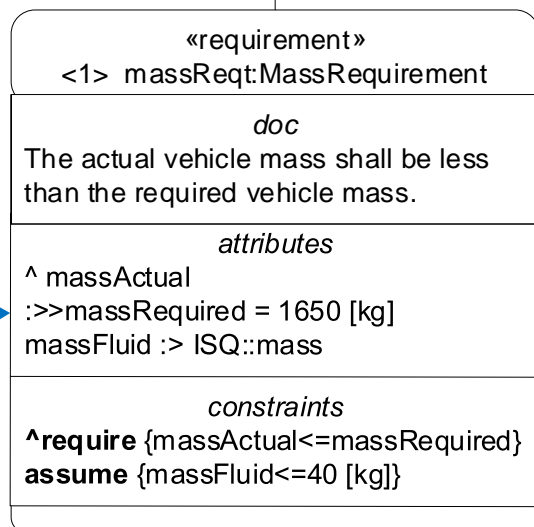 «requirement»
<1> massReqt:MassRequirement
doc
The actual vehicle mass shall be less
than the required vehicle mass.
attributes
^ massActual
:>>massRequired = 1650 [kg]
massFluid :> ISQ::mass
constraints
^require {massActual<=massRequired}
assume {massFluid<=40 [kg]}